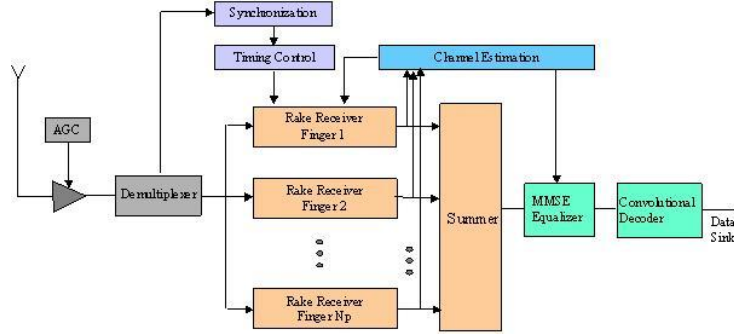 Synchronization
Timing Control
Channel Estimation
AGC
Rake Receiver
Finger 1
Demultiplexer
Rake Receiver
Finger 2
Summer
MMSE
Equalizer
Convolutional
Decoder
Data
Sink
Rake Receiver
Finger Np